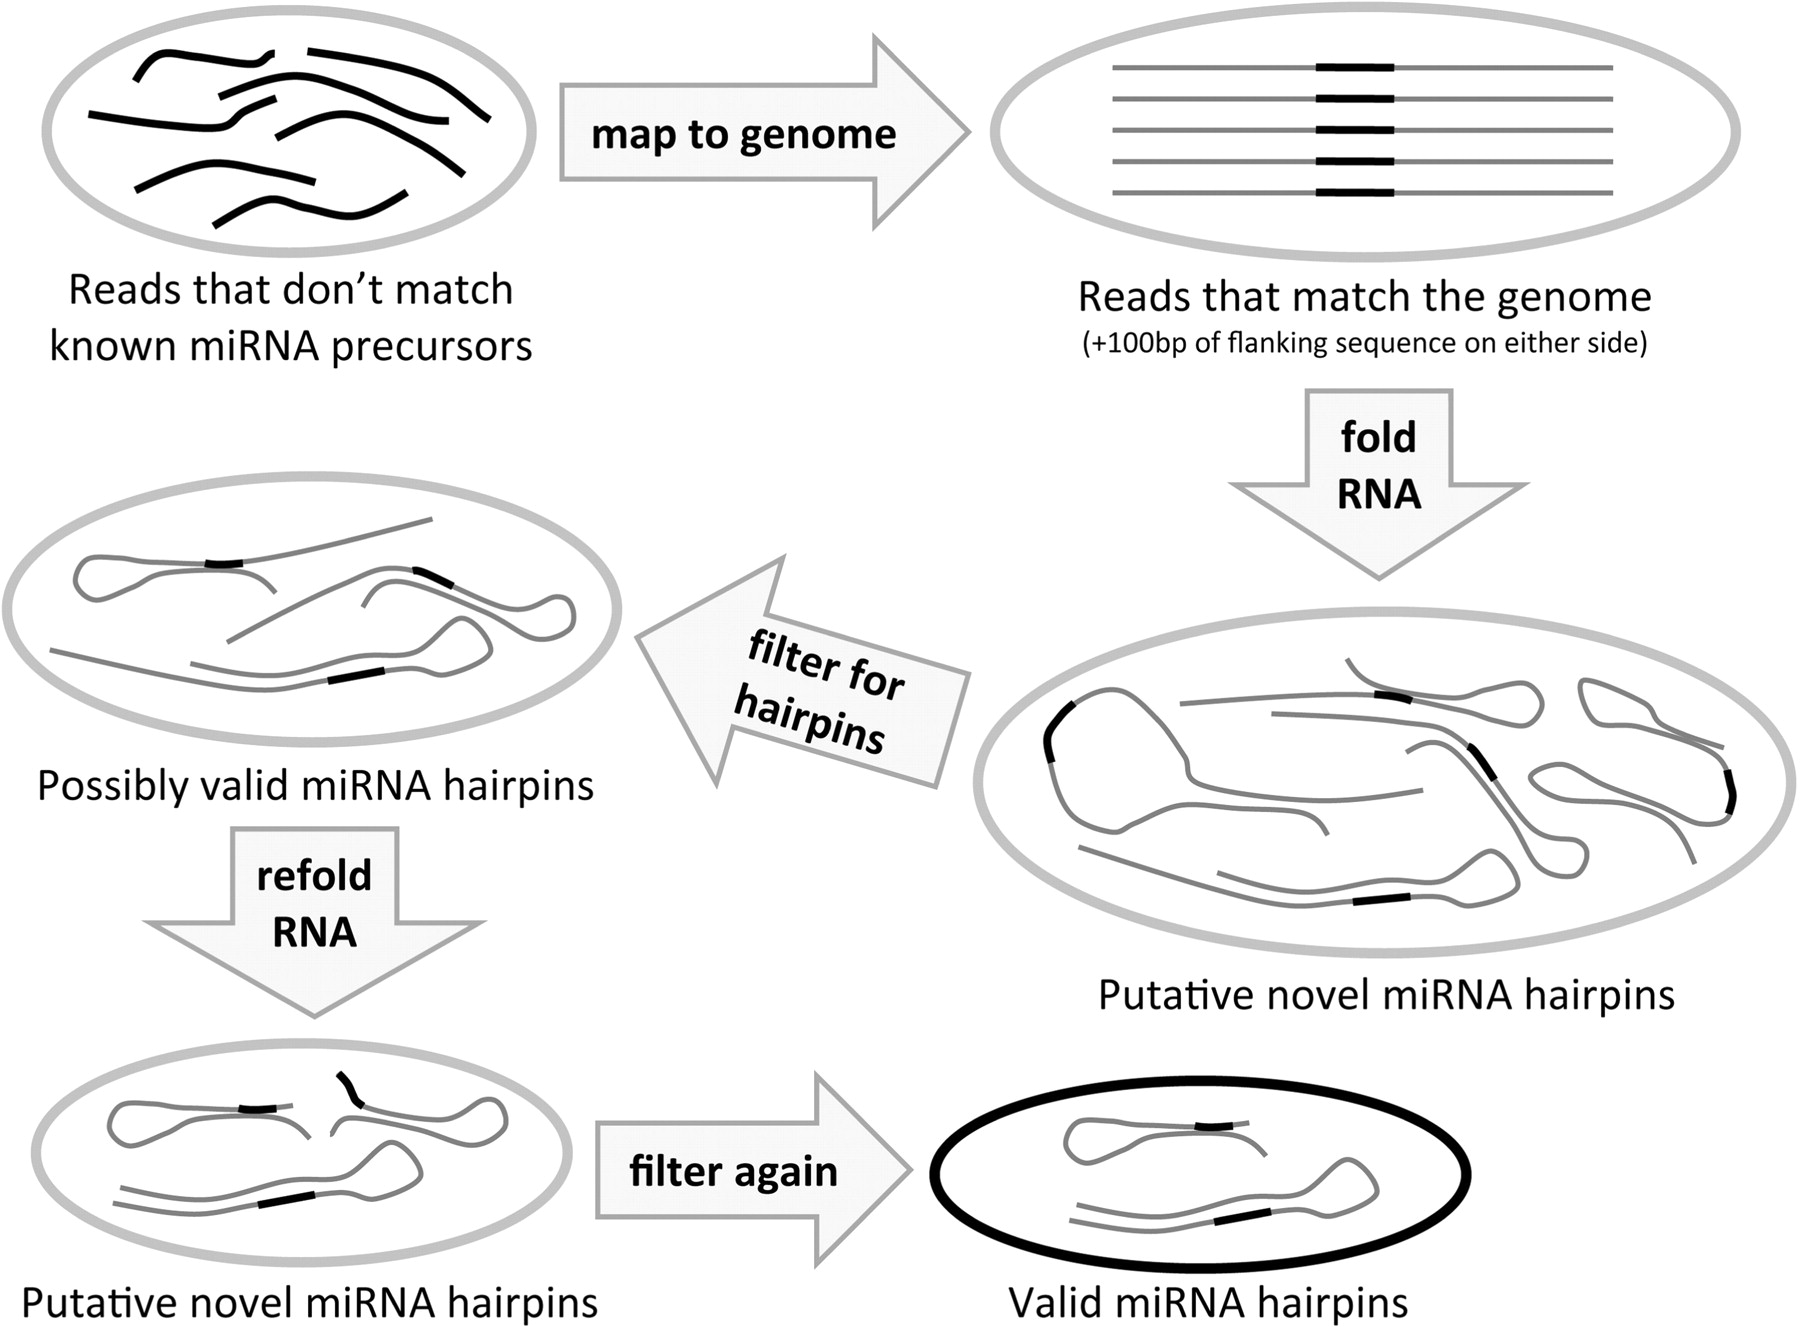 map to genome
Reads that don’t match
known miRNA precursors
Reads that match the genome
(+100bp of flanking sequence on either side)
fold
RNA
Putative novel miRNA hairpins
filter for
hairpins
Possibly valid miRNA hairpins
refold
RNA
Putative novel miRNA hairpins
filter again
Valid miRNA hairpins